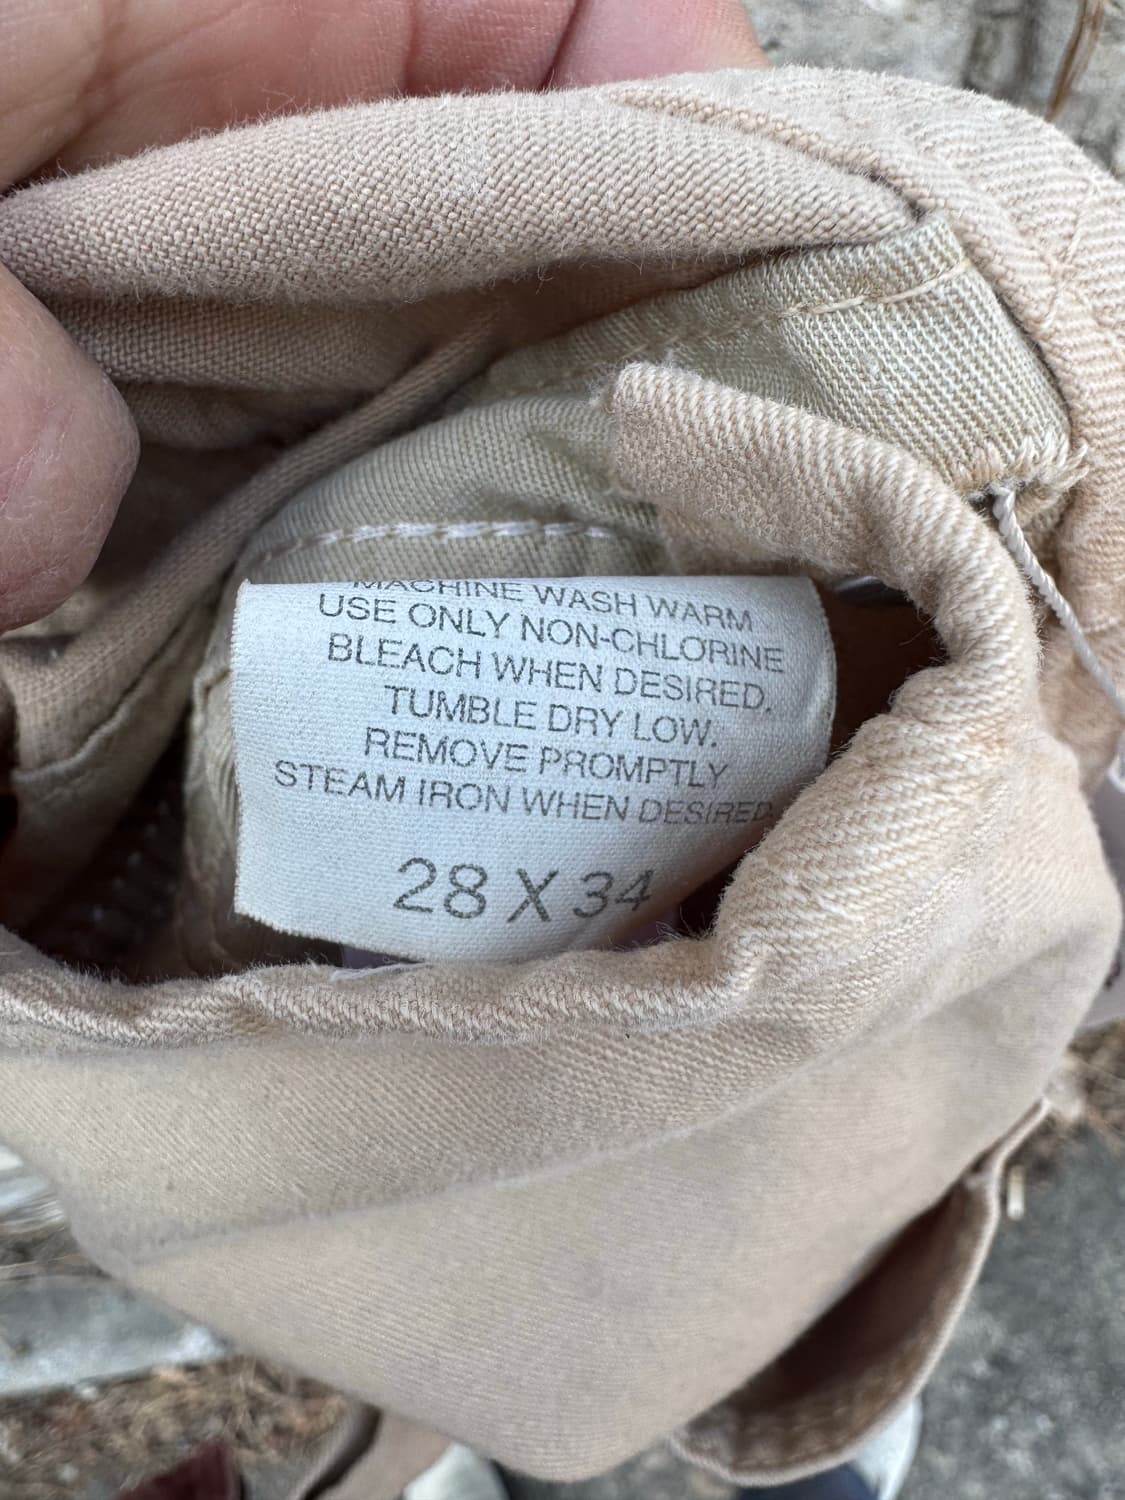 MACHINE WASH WARM
USE ONLY NON-CHLORINE
BLEACH WHEN DESIRED.
TUMBLE DRY LOW.
REMOVE PROMPTLY
STEAM IRON WHEN DESIRED
28 X 34